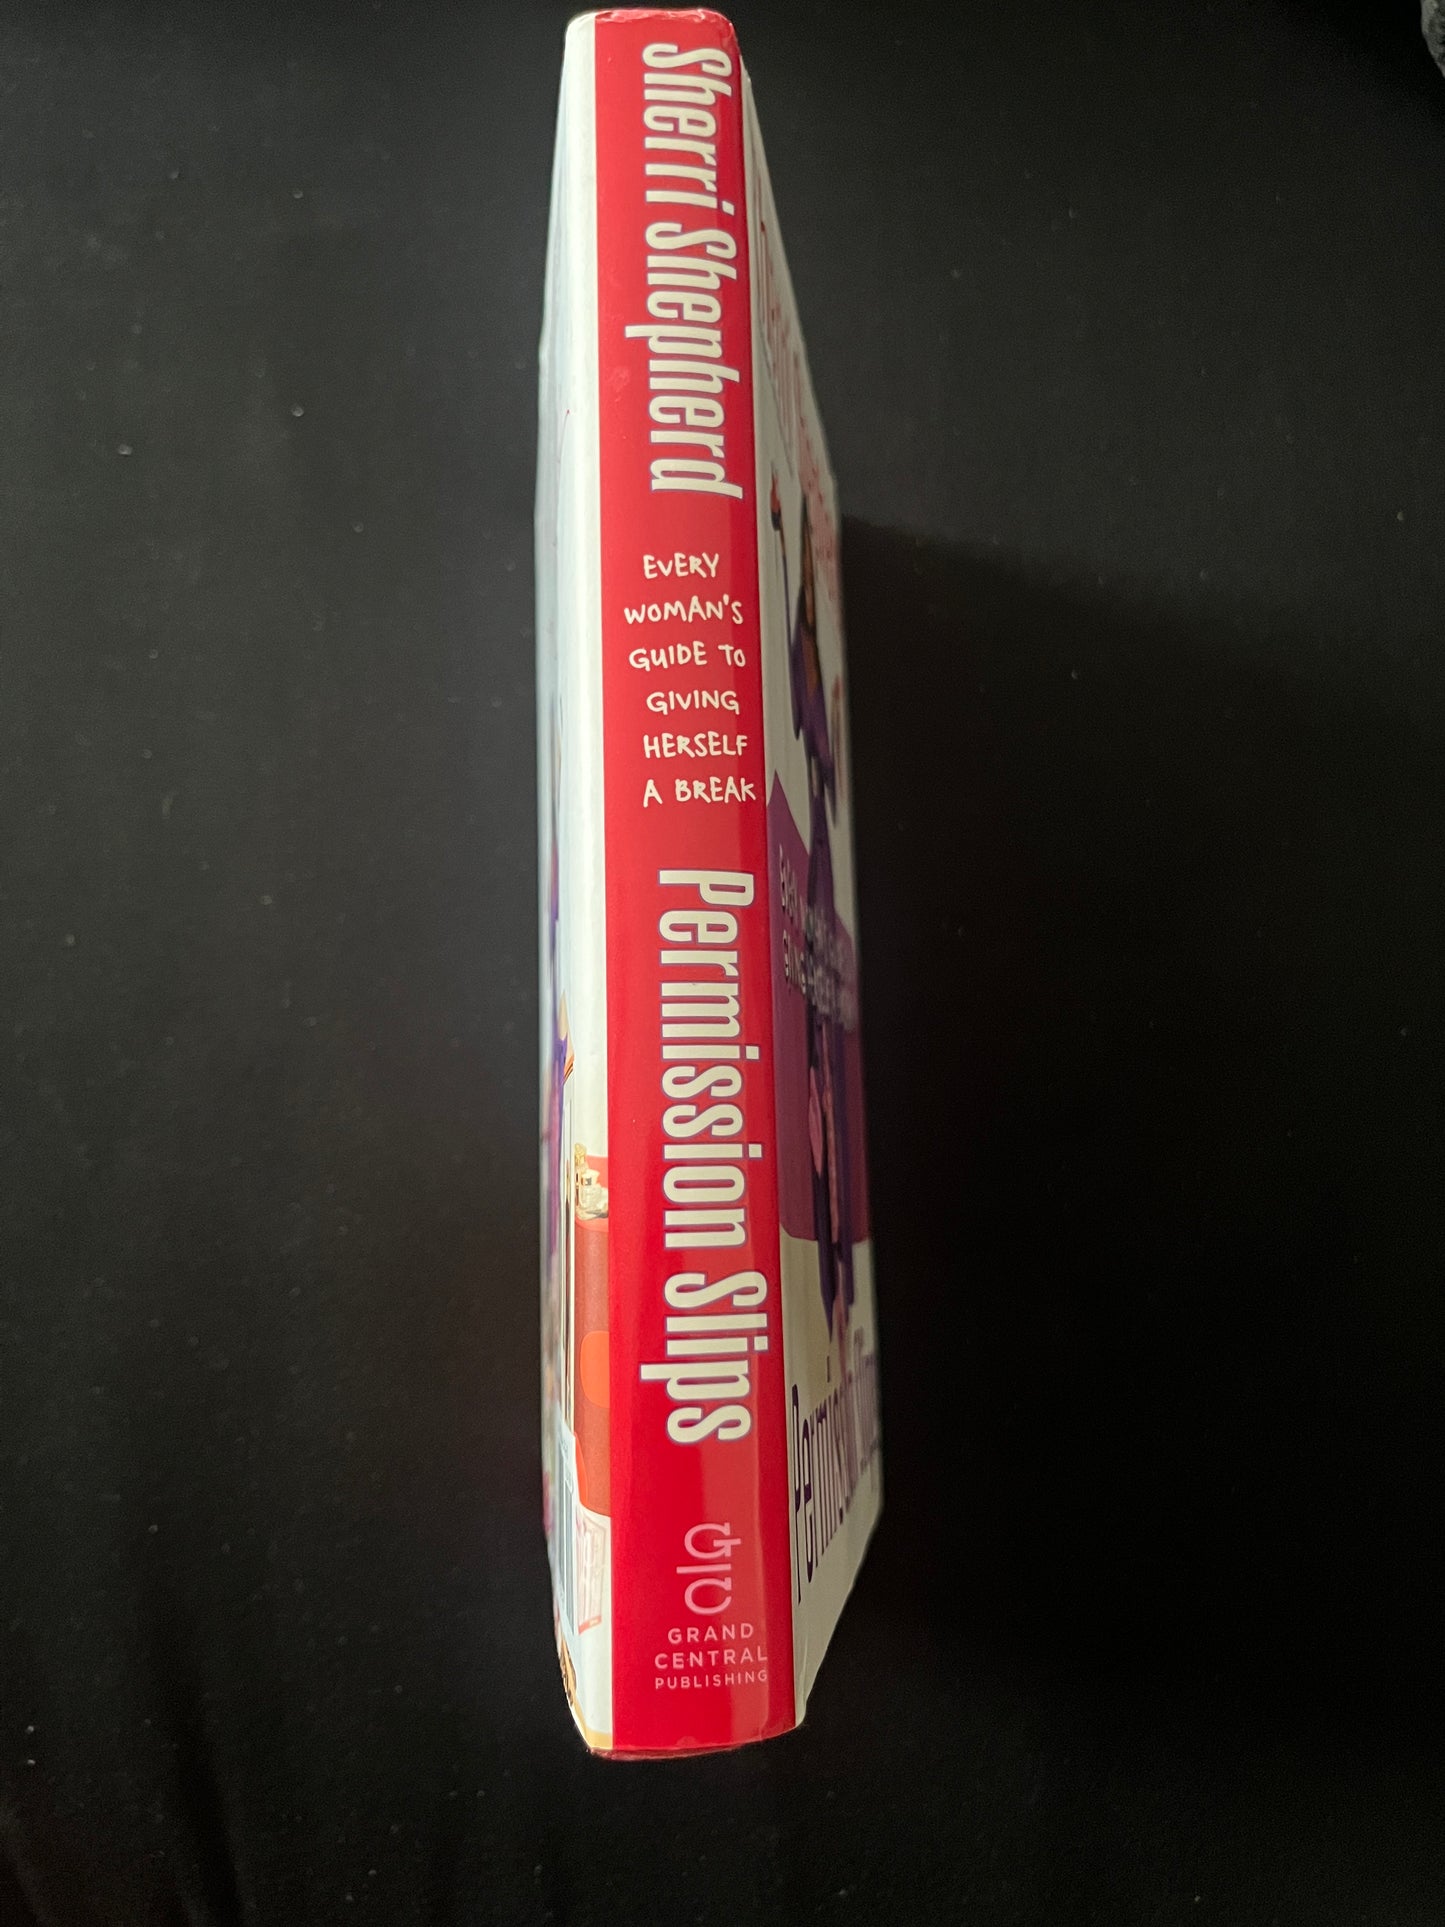 Sherri Shepherd
EVERY
WOMAN'S
GUIDE TO
GIVING
HERSELF
A BREAK
Permission Slips
GRAND
CENTRAL
PUBLISHING